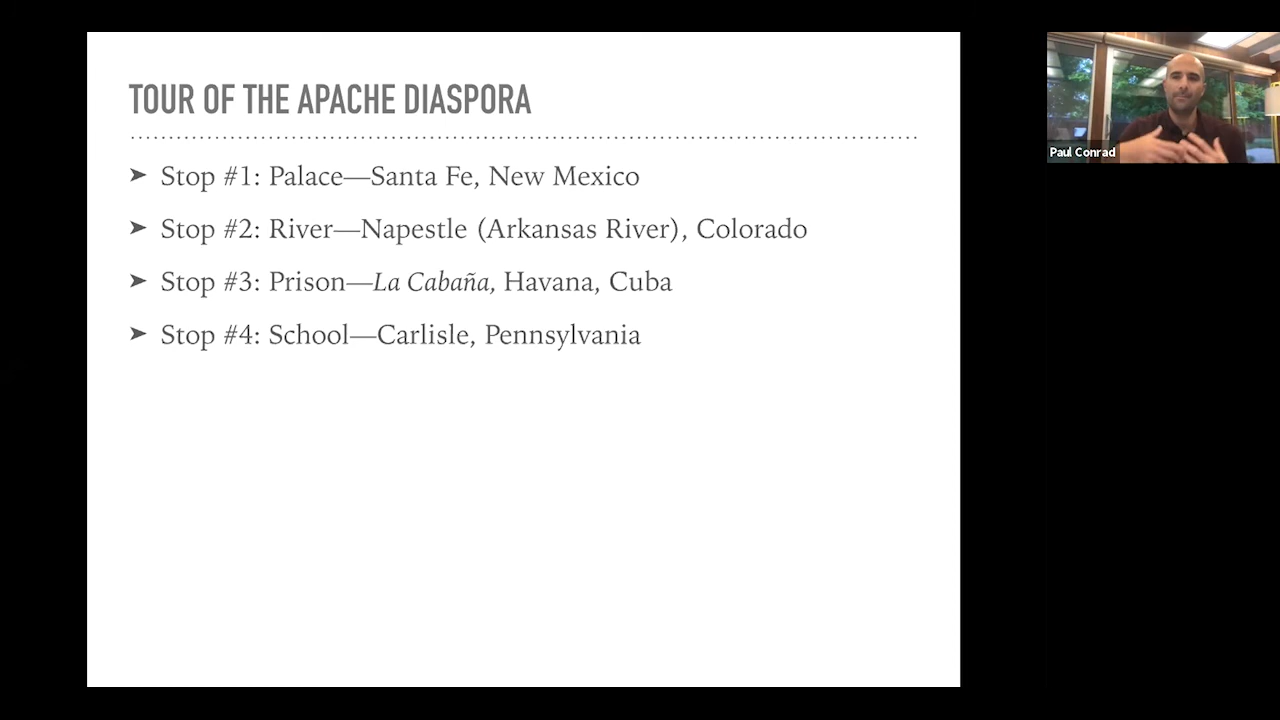 TOUR OF THE APACHE DIASPORA
➤ Stop #1: Palace—Santa Fe, New Mexico
➤ Stop #2: River—Napestle (Arkansas River), Colorado
➤ Stop #3: Prison—La Cabaña, Havana, Cuba
➤ Stop #4: School—Carlisle, Pennsylvania
Paul Conrad